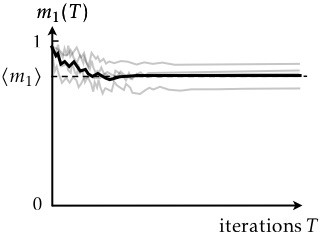 m₁(T)
1
⟨m₁⟩
0
iterations T